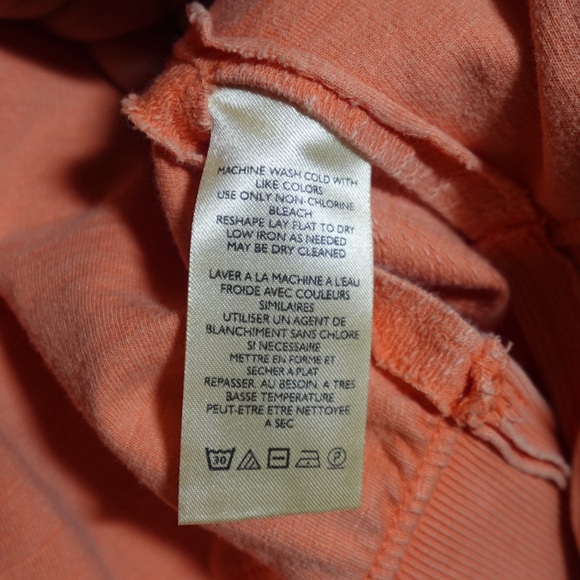 MACHINE WASH COLD WITH
LIKE COLORS
USE ONLY NON-CHLORINE
BLEACH
RESHAPE LAY FLAT TO DRY
LOW IRON AS NEEDED
MAY BE DRY CLEANED
LAVER A LA MACHINE A L'EAU
FROIDE AVEC COULEURS
SIMILAIRES
UTILISER UN AGENT DE
BLANCHIMENT SANS CHLORE
SI NECESSAIRE
METTRE EN FORME ET
SECHER A PLAT
REPASSER, AU BESOIN, A TRES
BASSE TEMPERATURE
PEUT-ETRE ETRE NETTOYEE
A SEC
30 P